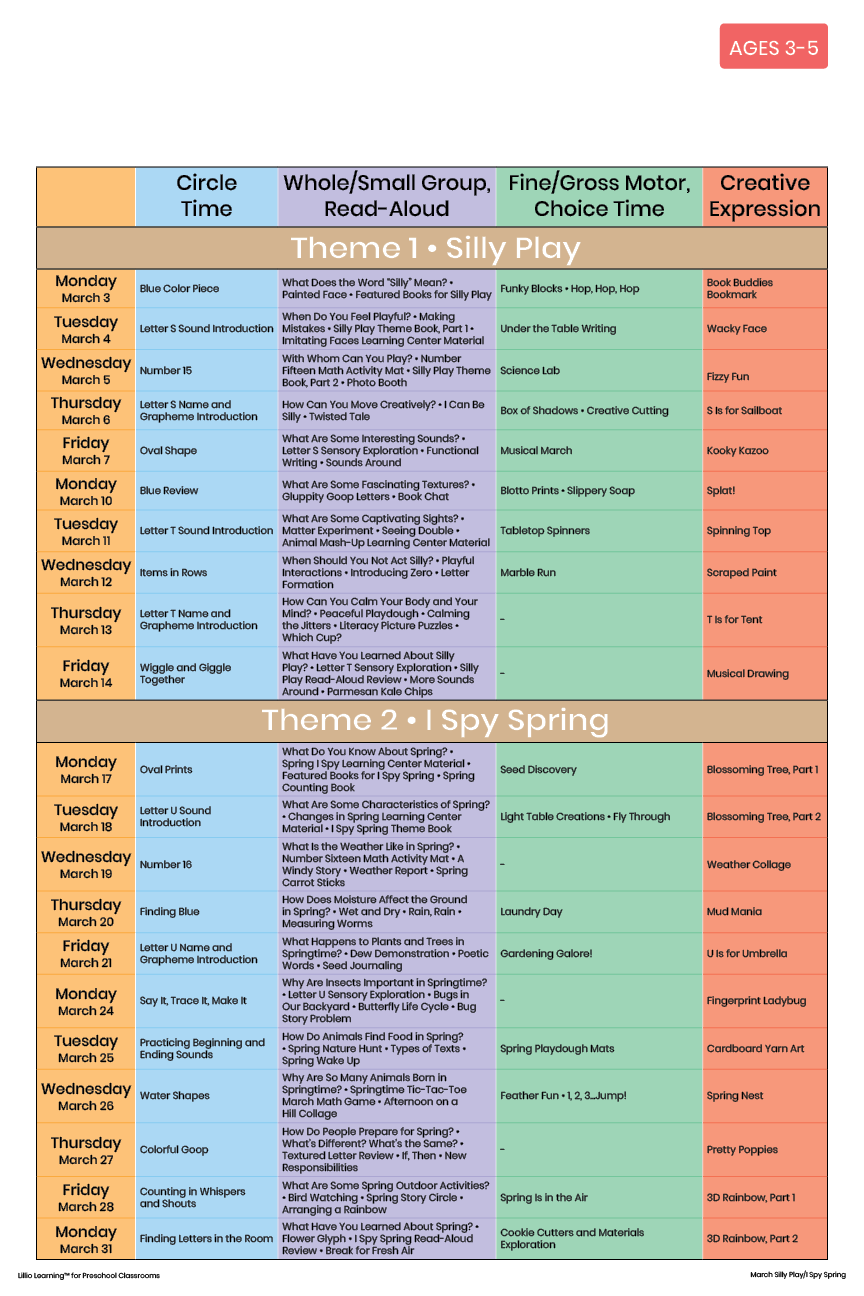 AGES 3-5
Circle
Time
Whole/Small Group,
Read-Aloud
Fine/Gross Motor,
Choice Time
Creative
Expression
Theme 1 • Silly Play
Monday
March 3
Blue Color Piece
What Does the Word "Silly" Mean? •
Painted Face • Featured Books for Silly Play
Funky Blocks • Hop, Hop, Hop
Book Buddies
Bookmark
Tuesday
March 4
Letter S Sound Introduction
When Do You Feel Playful? • Making
Mistakes • Silly Play Theme Book, Part 1 •
Imitating Faces Learning Center Material
Under the Table Writing
Wacky Face
Wednesday
March 5
Number 15
With Whom Can You Play? • Number
Fifteen Math Activity Mat • Silly Play Theme
Book, Part 2 • Photo Booth
Science Lab
Fizzy Fun
Thursday
March 6
Letter S Name and
Grapheme Introduction
How Can You Move Creatively? • I Can Be
Silly • Twisted Tale
Box of Shadows • Creative Cutting
S Is for Sailboat
Friday
March 7
Oval Shape
What Are Some Interesting Sounds? •
Letter S Sensory Exploration • Functional
Writing • Sounds Around
Musical March
Kooky Kazoo
Monday
March 10
Blue Review
What Are Some Fascinating Textures? •
Gluppity Goop Letters • Book Chat
Blotto Prints • Slippery Soap
Splat!
Tuesday
March 11
Letter T Sound Introduction
What Are Some Captivating Sights? •
Matter Experiment • Seeing Double •
Animal Mash-Up Learning Center Material
Tabletop Spinners
Spinning Top
Wednesday
March 12
Items in Rows
When Should You Not Act Silly? • Playful
Interactions • Introducing Zero • Letter
Formation
Marble Run
Scraped Paint
Thursday
March 13
Letter T Name and
Grapheme Introduction
How Can You Calm Your Body and Your
Mind? • Peaceful Playdough • Calming
the Jitters • Literacy Picture Puzzles •
Which Cup?
-
T Is for Tent
Friday
March 14
Wiggle and Giggle
Together
What Have You Learned About Silly
Play? • Letter T Sensory Exploration • Silly
Play Read-Aloud Review • More Sounds
Around • Parmesan Kale Chips
-
Musical Drawing
Theme 2 • I Spy Spring
Monday
March 17
Oval Prints
What Do You Know About Spring? •
Spring I Spy Learning Center Material •
Featured Books for I Spy Spring • Spring
Counting Book
Seed Discovery
Blossoming Tree, Part 1
Tuesday
March 18
Letter U Sound
Introduction
What Are Some Characteristics of Spring?
• Changes in Spring Learning Center
Material • I Spy Spring Theme Book
Light Table Creations • Fly Through
Blossoming Tree, Part 2
Wednesday
March 19
Number 16
What Is the Weather Like in Spring? •
Number Sixteen Math Activity Mat • A
Windy Story • Weather Report • Spring
Carrot Sticks
-
Weather Collage
Thursday
March 20
Finding Blue
How Does Moisture Affect the Ground
in Spring? • Wet and Dry • Rain, Rain •
Measuring Worms
Laundry Day
Mud Mania
Friday
March 21
Letter U Name and
Grapheme Introduction
What Happens to Plants and Trees in
Springtime? • Dew Demonstration • Poetic
Words • Seed Journaling
Gardening Galore!
U Is for Umbrella
Monday
March 24
Say It, Trace It, Make It
Why Are Insects Important in Springtime?
• Letter U Sensory Exploration • Bugs in
Our Backyard • Butterfly Life Cycle • Bug
Story Problem
-
Fingerprint Ladybug
Tuesday
March 25
Practicing Beginning and
Ending Sounds
How Do Animals Find Food in Spring?
• Spring Nature Hunt • Types of Texts •
Spring Wake Up
Spring Playdough Mats
Cardboard Yarn Art
Wednesday
March 26
Water Shapes
Why Are So Many Animals Born in
Springtime? • Springtime Tic-Tac-Toe
March Math Game • Afternoon on a
Hill Collage
Feather Fun • 1, 2, 3...Jump!
Spring Nest
Thursday
March 27
Colorful Goop
How Do People Prepare for Spring? •
What's Different? What's the Same? •
Textured Letter Review • If, Then • New
Responsibilities
-
Pretty Poppies
Friday
March 28
Counting in Whispers
and Shouts
What Are Some Spring Outdoor Activities?
• Bird Watching • Spring Story Circle •
Arranging a Rainbow
Spring Is in the Air
3D Rainbow, Part 1
Monday
March 31
Finding Letters in the Room
What Have You Learned About Spring? •
Flower Glyph • I Spy Spring Read-Aloud
Review • Break for Fresh Air
Cookie Cutters and Materials
Exploration
3D Rainbow, Part 2
Lillio Learning™ for Preschool Classrooms
March Silly Play/I Spy Spring